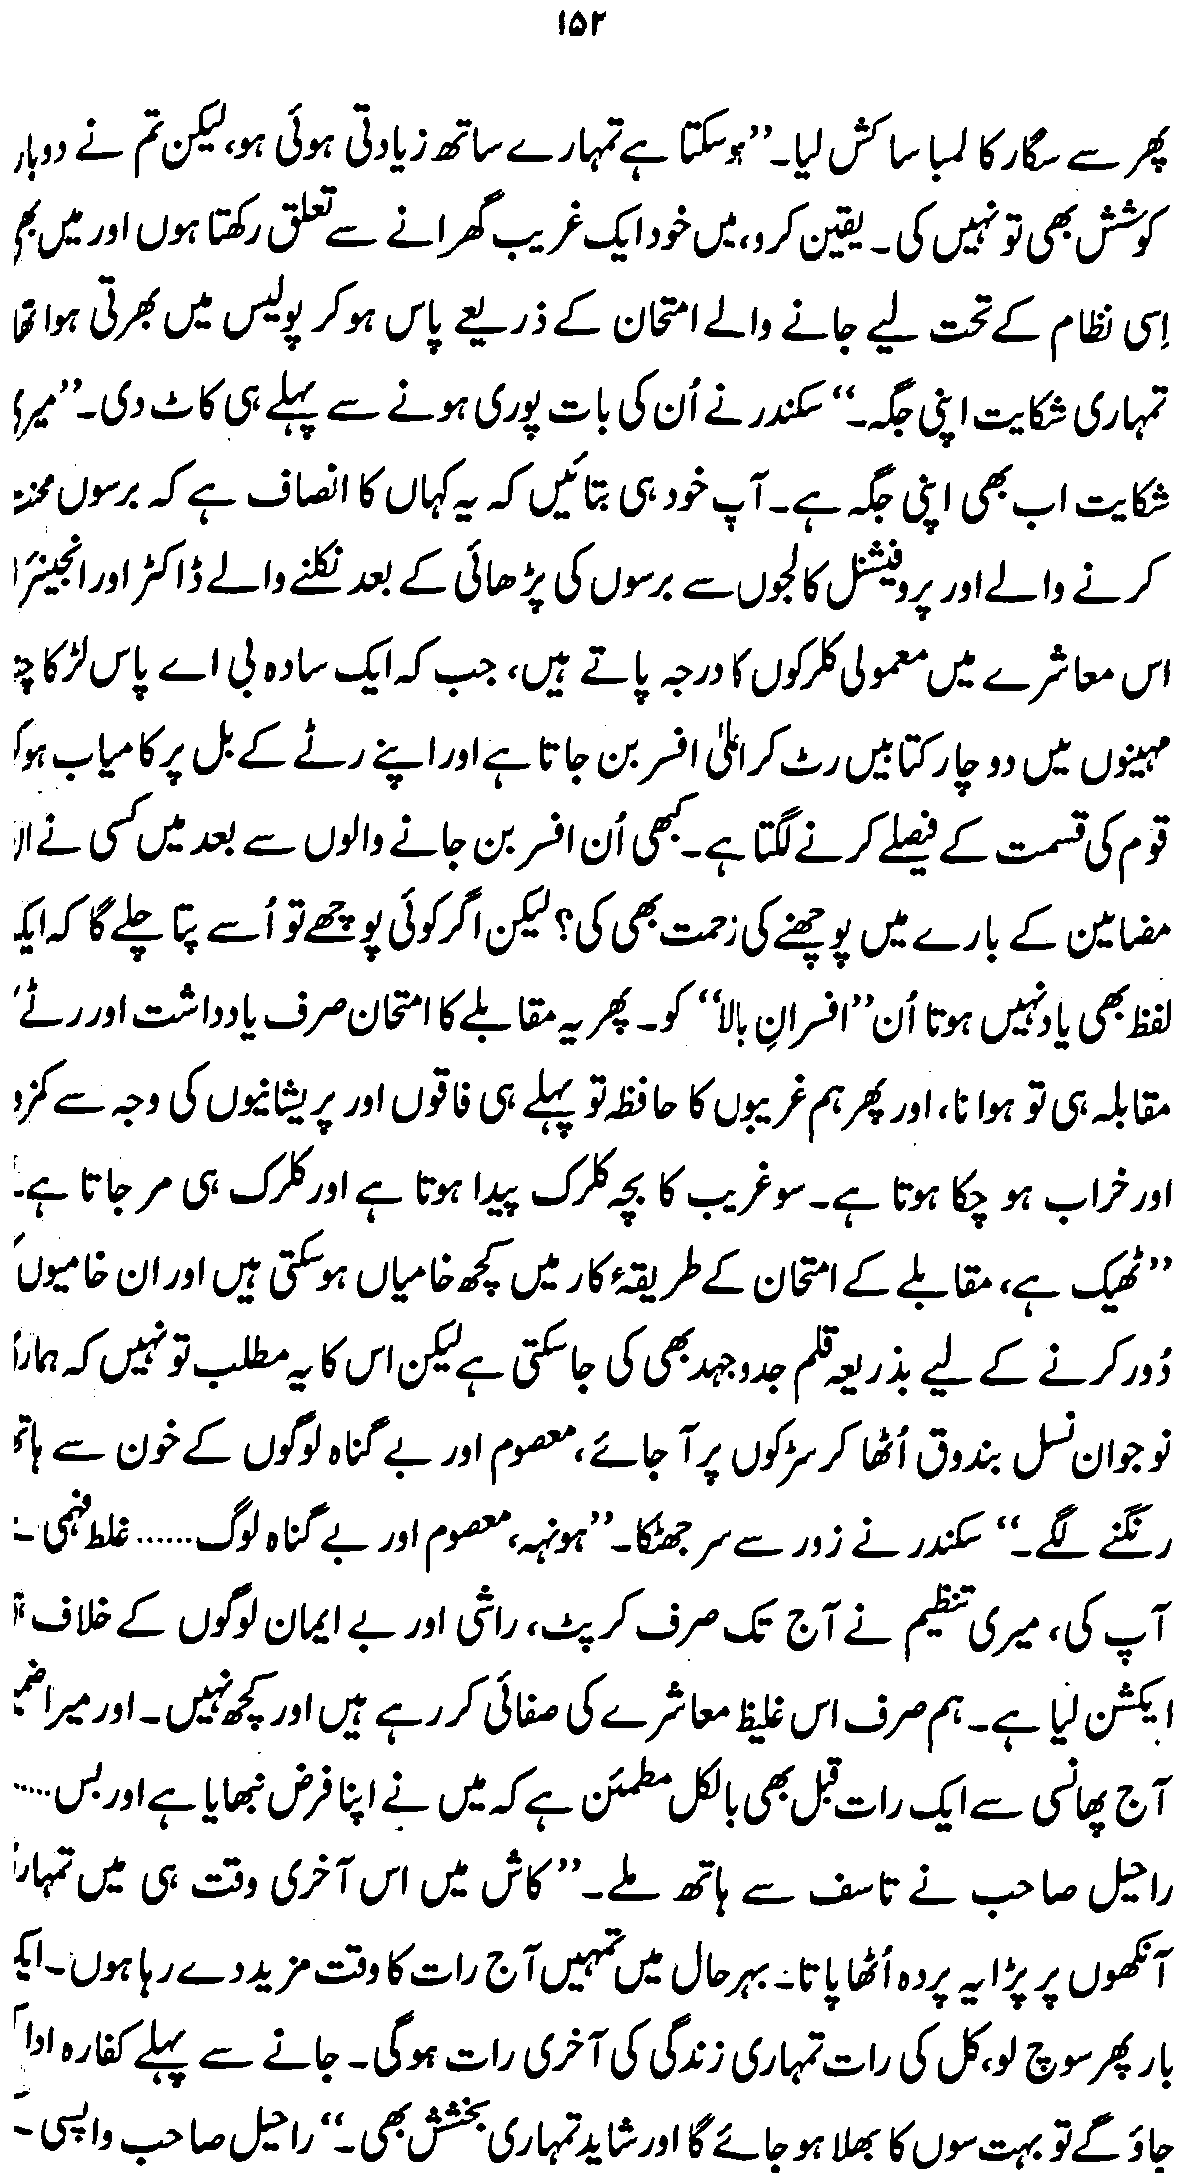 ۱۵۲
پھر سے سگار کا لمبا سا کش لیا۔ ”ہو سکتا ہے تمہارے ساتھ زیادتی ہوئی ہو، لیکن تم نے دوبار
کوشش بھی تو نہیں کی۔ یقین کرو، میں خود ایک غریب گھرانے سے تعلق رکھتا ہوں اور میں بھی
اِسی نظام کے تحت لیے جانے والے امتحان کے ذریعے پاس ہو کر پولیس میں بھرتی ہوا تھا
تمہاری شکایت اپنی جگہ۔“ سکندر نے اُن کی بات پوری ہونے سے پہلے ہی کاٹ دی۔ ”میری
شکایت اب بھی اپنی جگہ ہے۔ آپ خود ہی بتائیں کہ یہ کہاں کا انصاف ہے کہ برسوں محنت
کرنے والے اور پروفیشنل کالجوں سے برسوں کی پڑھائی کے بعد نکلنے والے ڈاکٹر اور انجینئر
اس معاشرے میں معمولی کلرکوں کا درجہ پاتے ہیں، جب کہ ایک سادہ بی اے پاس لڑکا
مہینوں میں دو چار کتابیں رٹ کر اعلیٰ افسر بن جاتا ہے اور اپنے رٹے کے بل پر کامیاب ہو کر
قوم کی قسمت کے فیصلے کرنے لگتا ہے۔ کبھی اُن افسر بن جانے والوں سے بعد میں کسی نے
مضامین کے بارے میں پوچھنے کی زحمت بھی کی؟ لیکن اگر کوئی پوچھے تو اُسے پتا چلے گا کہ ایک
لفظ بھی یاد نہیں ہوتا اُن ”افسرانِ بالا“ کو۔ پھر یہ مقابلے کا امتحان صرف یادداشت اور رٹے
مقابلہ ہی تو ہوا نا، اور پھر ہم غریبوں کا حافظہ تو پہلے ہی فاقوں اور پریشانیوں کی وجہ سے کمزو
اور خراب ہو چکا ہوتا ہے۔ سو غریب کا بچہ کلرک پیدا ہوتا ہے اور کلرک ہی مر جاتا ہے۔
”ٹھیک ہے، مقابلے کے امتحان کے طریقۂ کار میں کچھ خامیاں ہو سکتی ہیں اور ان خامیوں
دُور کرنے کے لیے بذریعہ قلم جدوجہد بھی کی جا سکتی ہے لیکن اس کا یہ مطلب تو نہیں کہ ہماری
نوجوان نسل بندوق اُٹھا کر سڑکوں پر آ جائے، معصوم اور بے گناہ لوگوں کے خون سے ہاتھ
رنگنے لگے۔“ سکندر نے زور سے سر جھٹکا۔ ”ہونہہ، معصوم اور بے گناہ لوگ...... غلط فہمی
آپ کی، میری تنظیم نے آج تک صرف کرپٹ، راشی اور بے ایمان لوگوں کے خلاف
ایکشن لیا ہے۔ ہم صرف اس غلیظ معاشرے کی صفائی کر رہے ہیں اور کچھ نہیں۔ اور میرا ضم
آج پھانسی سے ایک رات قبل بھی بالکل مطمئن ہے کہ میں نے اپنا فرض نبھایا ہے اور بس.....
راحیل صاحب نے تاسف سے ہاتھ ملے۔ ”کاش میں اس آخری وقت ہی میں تمہاری
آنکھوں پر پڑا یہ پردہ اُٹھا پاتا۔ بہرحال میں تمہیں آج رات کا وقت مزید دے رہا ہوں۔ ایک
بار پھر سوچ لو، کل کی رات تمہاری زندگی کی آخری رات ہوگی۔ جانے سے پہلے کفارہ ادا
جاؤ گے تو بہت سوں کا بھلا ہو جائے گا اور شاید تمہاری بخشش بھی۔“ راحیل صاحب واپسی